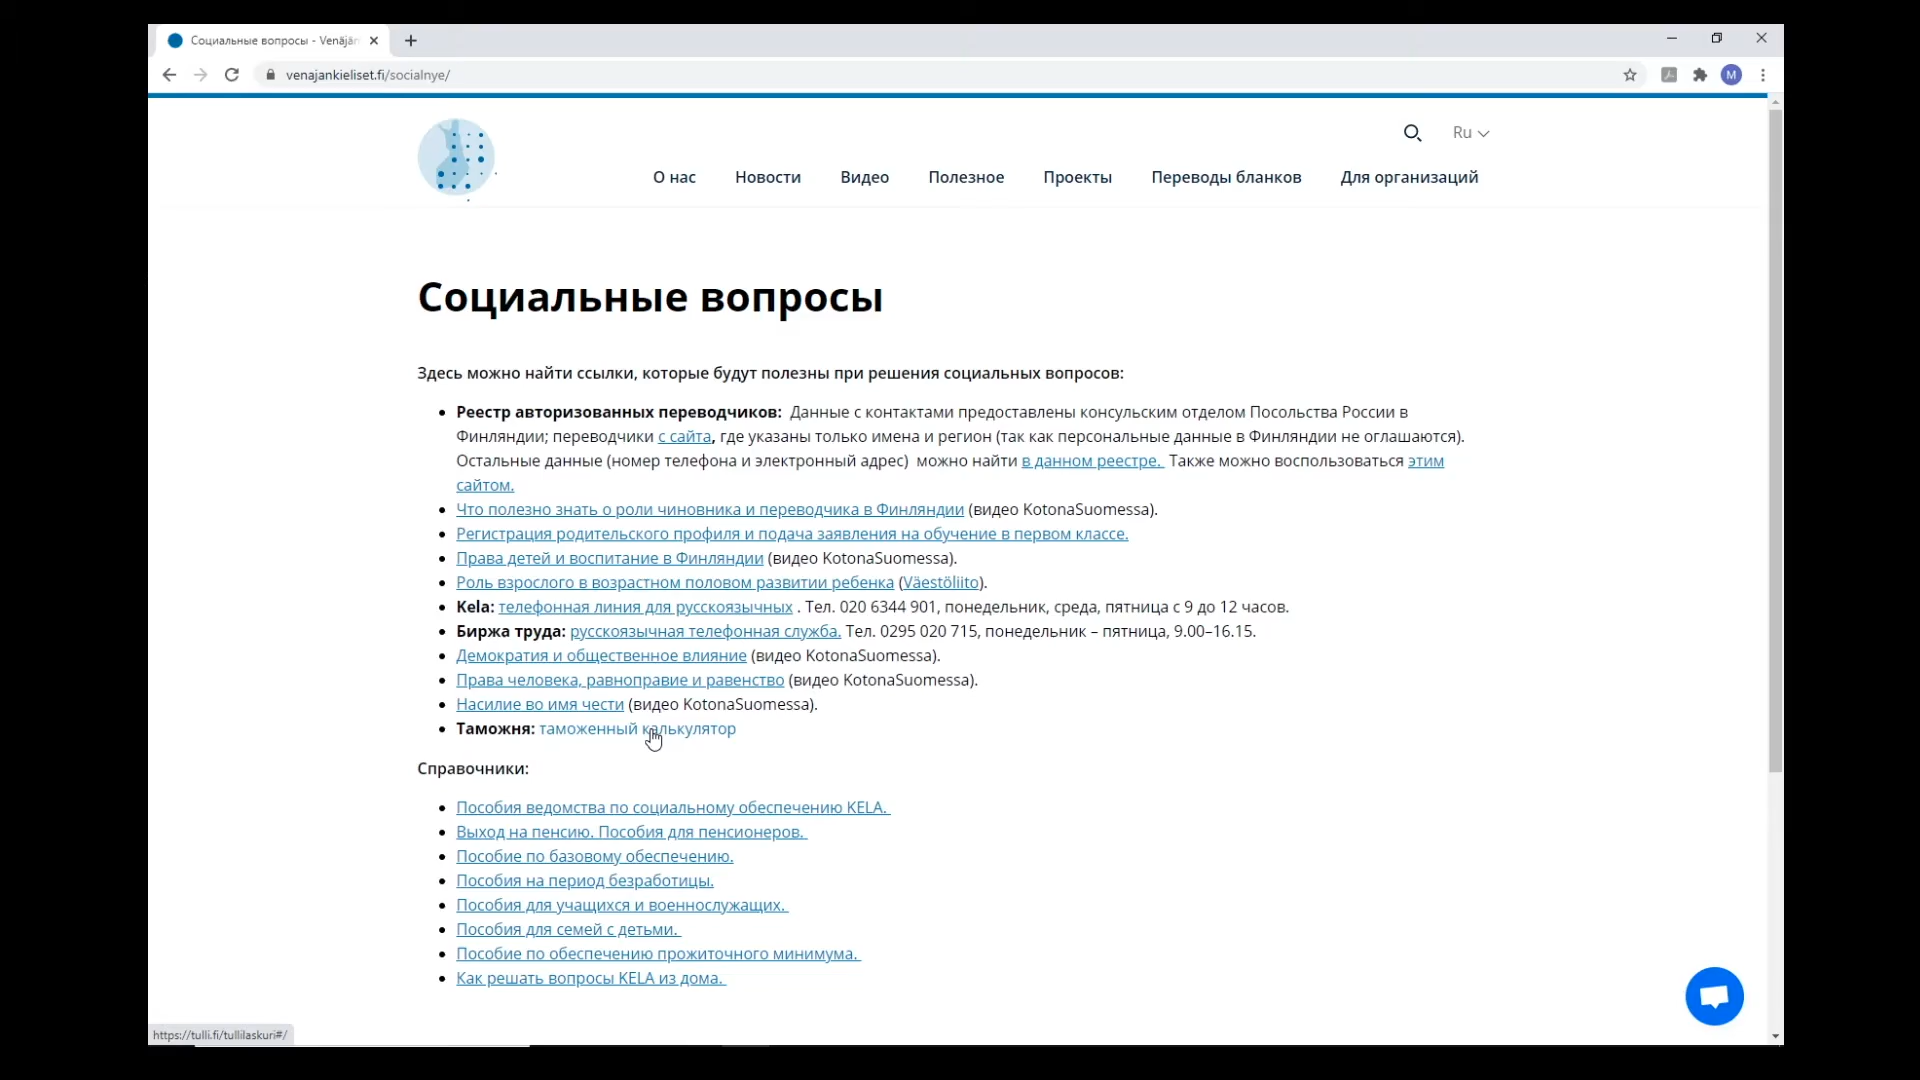 Социальные вопросы - Venäjän
venajankieliset.fi/socialnye/
M
Ru
О нас Новости Видео Полезное Проекты Переводы бланков Для организаций
Социальные вопросы
Здесь можно найти ссылки, которые будут полезны при решения социальных вопросов:
Реестр авторизованных переводчиков: Данные с контактами предоставлены консульским отделом Посольства России в
Финляндии; переводчики с сайта, где указаны только имена и регион (так как персональные данные в Финляндии не оглашаются).
Остальные данные (номер телефона и электронный адрес) можно найти в данном реестре. Также можно воспользоваться этим
сайтом.
Что полезно знать о роли чиновника и переводчика в Финляндии (видео KotonaSuomessa).
Регистрация родительского профиля и подача заявления на обучение в первом классе.
Права детей и воспитание в Финляндии (видео KotonaSuomessa).
Роль взрослого в возрастном половом развитии ребенка (Väestöliito).
Kela: телефонная линия для русскоязычных . Тел. 020 6344 901, понедельник, среда, пятница с 9 до 12 часов.
Биржа труда: русскоязычная телефонная служба. Тел. 0295 020 715, понедельник – пятница, 9.00–16.15.
Демократия и общественное влияние (видео KotonaSuomessa).
Права человека, равноправие и равенство (видео KotonaSuomessa).
Насилие во имя чести (видео KotonaSuomessa).
Таможня: таможенный калькулятор
Справочники:
Пособия ведомства по социальному обеспечению KELA.
Выход на пенсию. Пособия для пенсионеров.
Пособие по базовому обеспечению.
Пособия на период безработицы.
Пособия для учащихся и военнослужащих.
Пособия для семей с детьми.
Пособие по обеспечению прожиточного минимума.
Как решать вопросы KELA из дома.
https://tulli.fi/tullilaskuri#/